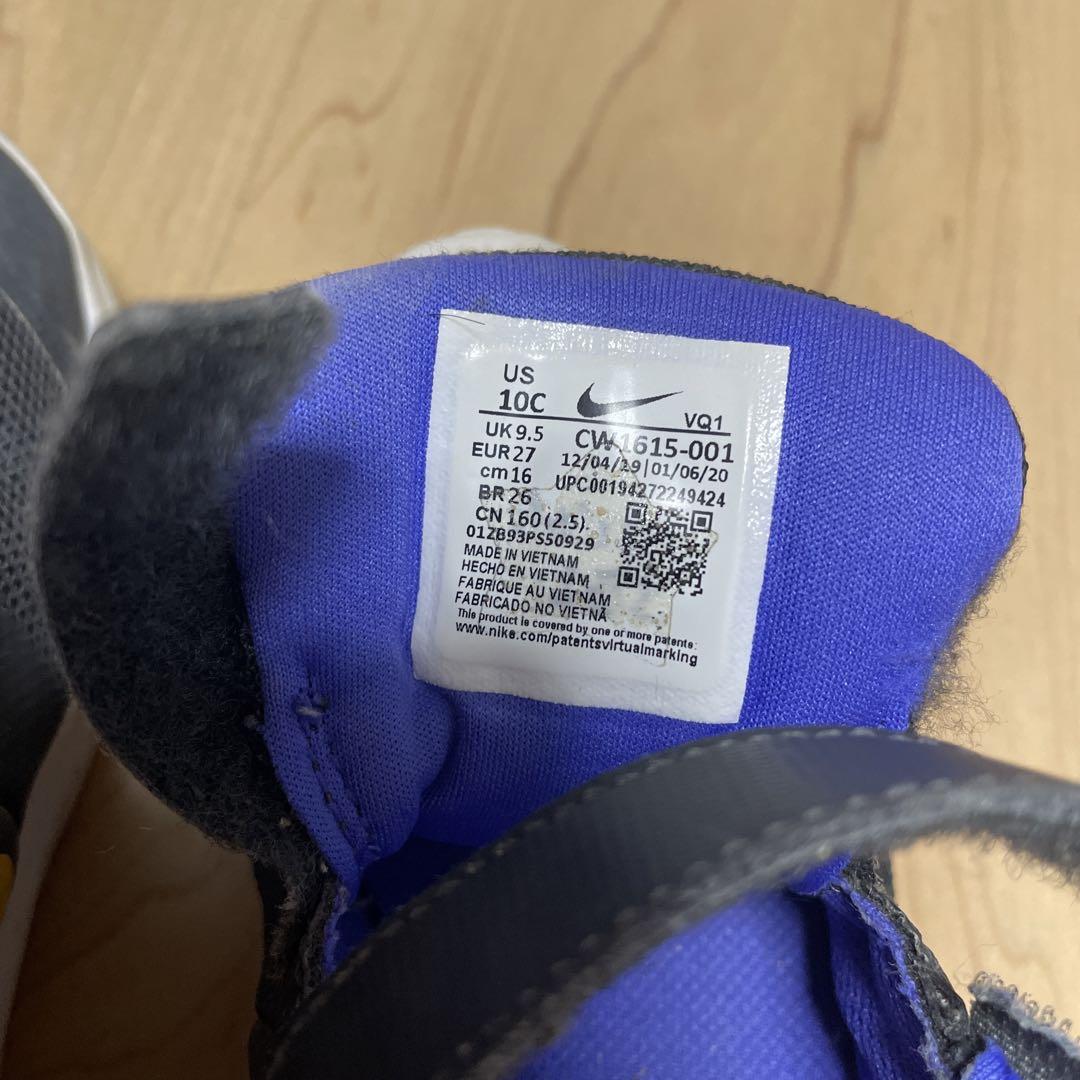 US
10C
VQ1
UK 9.5
CW1615-001
EUR 27
12/04/19 | 01/06/20
cm 16
UPC00194272249424
BR 26
CN 160 (2.5)
01ZB93PS50929
MADE IN VIETNAM
HECHO EN VIETNAM
FABRIQUE AU VIETNAM
FABRICADO NO VIETNÃ
This product is covered by one or more patents:
www.nike.com/patentsvirtualmarking